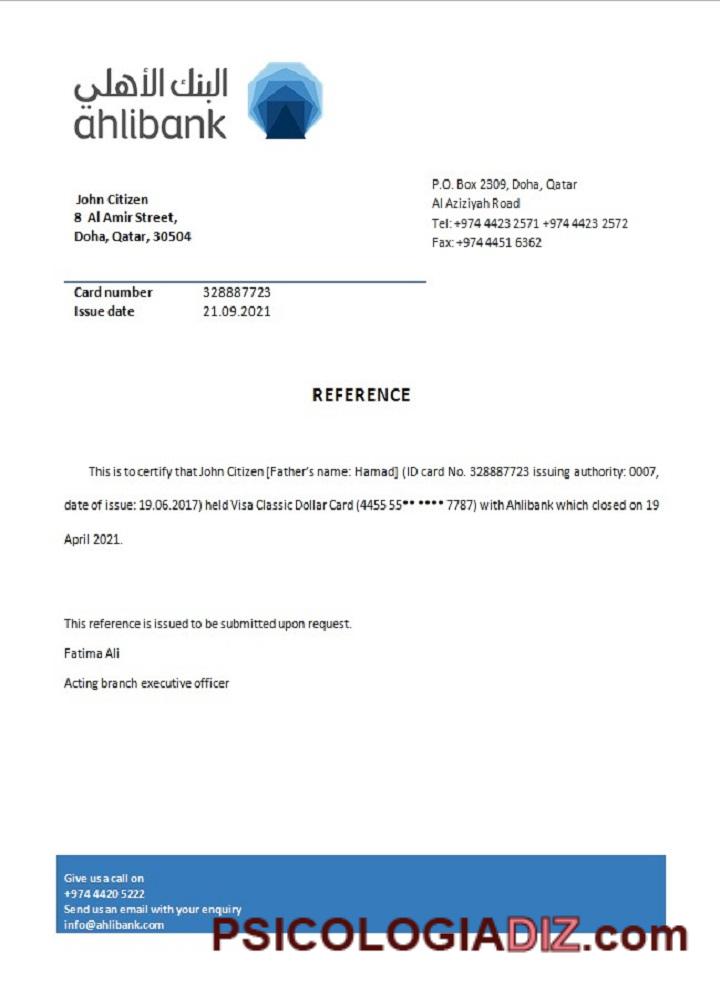 البنك الأهلي
ahlibank
P.O. Box 2309, Doha, Qatar
Al Aziziyah Road
Tel: +974 4423 2571 +974 4423 2572
Fax: +974 4451 6362
John Citizen
8 Al Amir Street,
Doha, Qatar, 30504
Card number 328887723
Issue date 21.09.2021
REFERENCE
This is to certify that John Citizen [Father's name: Hamad] (ID card No. 328887723 issuing authority: 0007,
date of issue: 19.06.2017) held Visa Classic Dollar Card (4455 55•• •••• 7787) with Ahlibank which closed on 19
April 2021.
This reference is issued to be submitted upon request.
Fatima Ali
Acting branch executive officer
Give us a call on
+974 4420 5222
Send us an email with your enquiry
info@ahlibank.com
PSICOLOGIADIZ.com